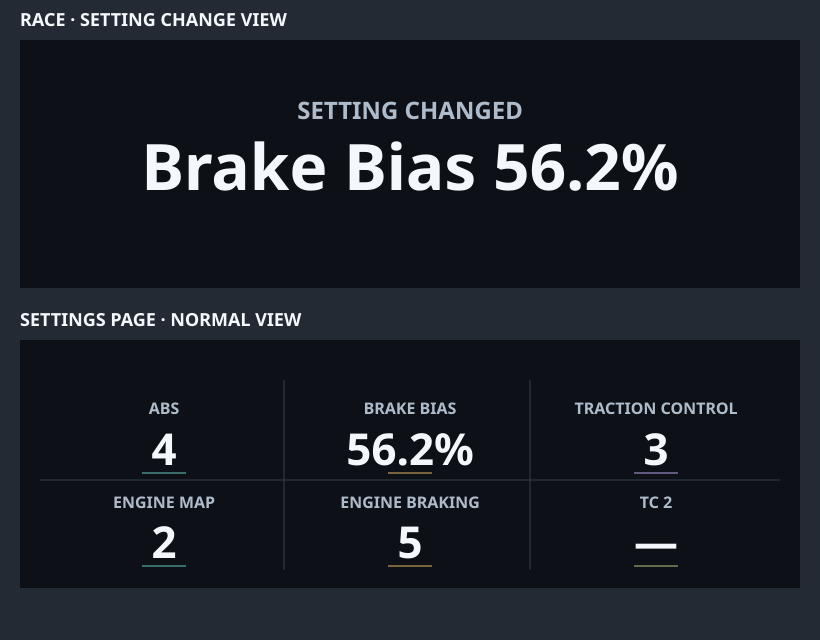 RACE · SETTING CHANGE VIEW
SETTING CHANGED
Brake Bias 56.2%
SETTINGS PAGE · NORMAL VIEW
ABS BRAKE BIAS TRACTION CONTROL
4 56.2% 3
ENGINE MAP ENGINE BRAKING TC 2
2 5 —